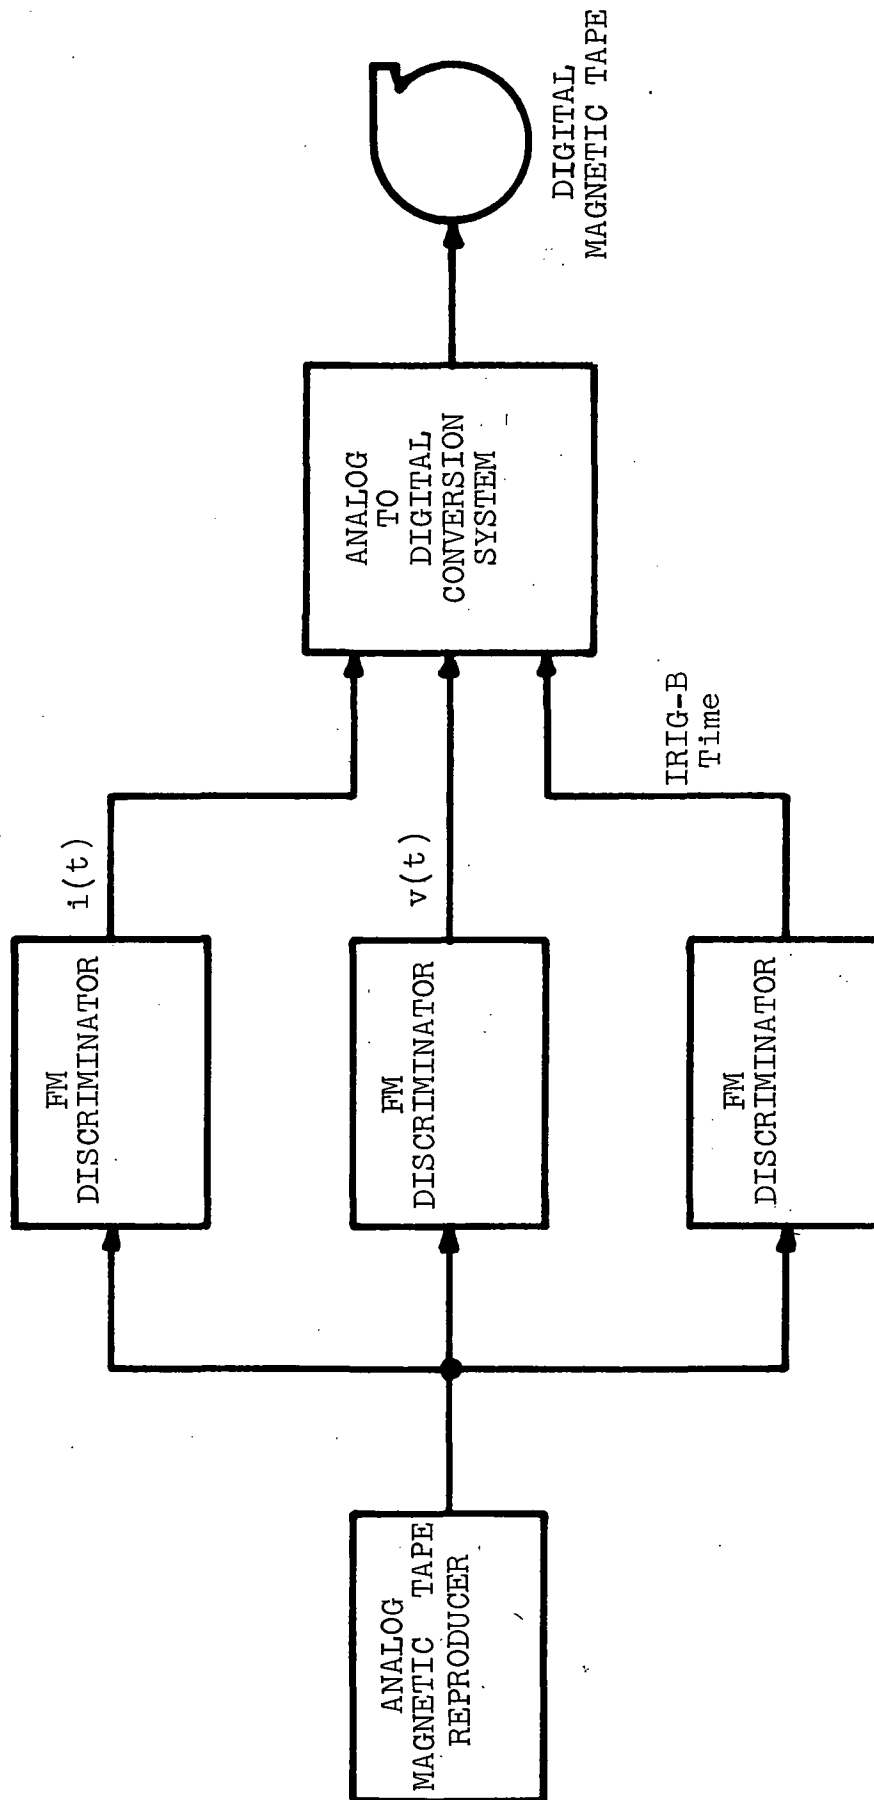 ANALOG
MAGNETIC TAPE
REPRODUCER
FM
DISCRIMINATOR
i(t)
FM
DISCRIMINATOR
v(t)
FM
DISCRIMINATOR
IRIG-B
Time
ANALOG
TO
DIGITAL
CONVERSION
SYSTEM
DIGITAL
MAGNETIC TAPE